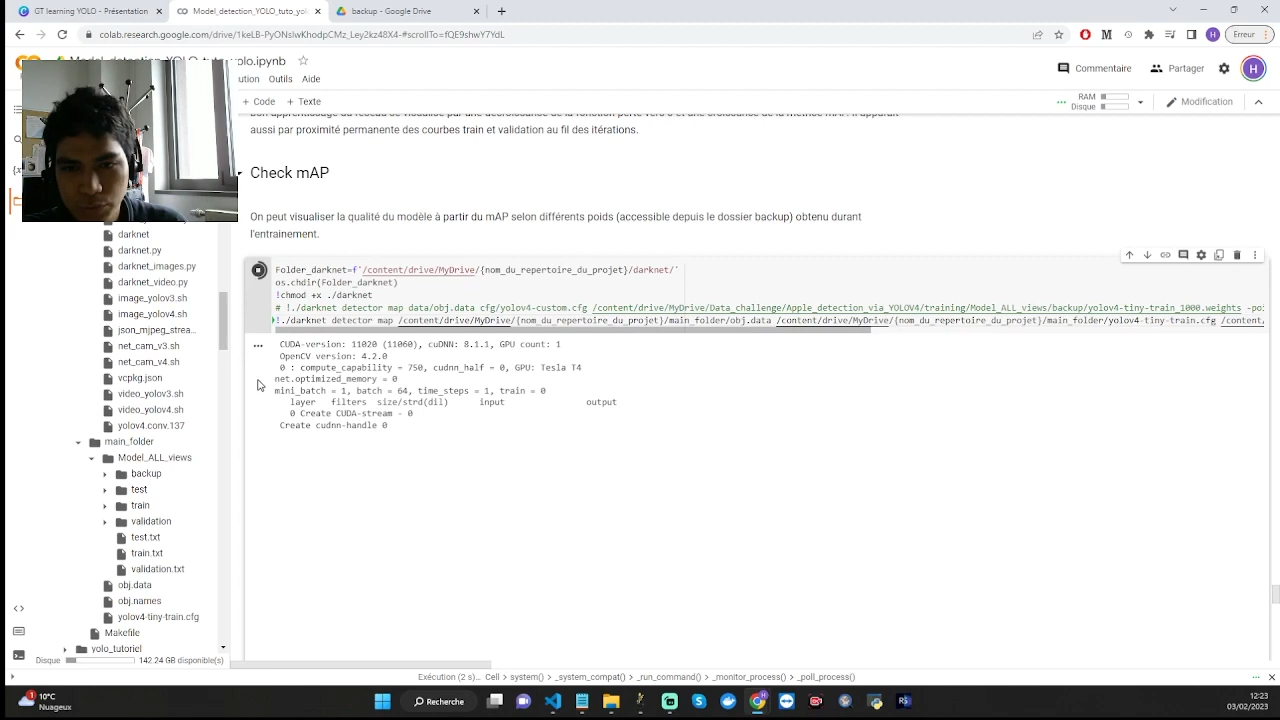 GT learning YOLO - Présentation
Model_detection_YOLO_tuto_yolo
backup - Google Drive
colab.research.google.com/drive/1keLB-PyONsIwKhodpCMz_Ley2kz48X4-#scrollTo=fQE9shwY7YdL
Erreur
olo.ipynb
Commentaire
Partager
H
ution Outils Aide
+ Code + Texte
RAM
Disque
Modification
aussi par proximité permanente des courbes train et validation au fil des itérations.
Check mAP
On peut visualiser la qualité du modèle à partir du mAP selon différents poids (accessible depuis le dossier backup) obtenu durant
l'entrainement.
darknet
darknet.py
darknet_images.py
darknet_video.py
image_yolov3.sh
image_yolov4.sh
json_mjpeg_strea...
net_cam_v3.sh
net_cam_v4.sh
vcpkg.json
video_yolov3.sh
video_yolov4.sh
yolov4.conv.137
main_folder
Model_ALL_views
backup
test
train
validation
test.txt
train.txt
validation.txt
obj.data
obj.names
yolov4-tiny-train.cfg
Makefile
yolo_tutoriel
Disque 142.24 GB disponible(s)
Folder_darknet=f'/content/drive/MyDrive/{nom_du_repertoire_du_projet}/darknet/'
os.chdir(Folder_darknet)
!chmod +x ./darknet
# !./darknet detector map data/obj.data cfg/yolov4-custom.cfg /content/drive/MyDrive/Data_challenge/Apple_detection_via_YOLOV4/training/Model_ALL_views/backup/yolov4-tiny-train_1000.weights -poi
!./darknet detector map /content/drive/MyDrive/{nom_du_repertoire_du_projet}/main_folder/obj.data /content/drive/MyDrive/{nom_du_repertoire_du_projet}/main_folder/yolov4-tiny-train.cfg /content/
CUDA-version: 11020 (11060), cuDNN: 8.1.1, GPU count: 1
OpenCV version: 4.2.0
0 : compute_capability = 750, cudnn_half = 0, GPU: Tesla T4
net.optimized_memory = 0
mini_batch = 1, batch = 64, time_steps = 1, train = 0
layer filters size/strd(dil) input output
0 Create CUDA-stream - 0
Create cudnn-handle 0
Exécution (2 s)... Cell > system() > _system_compat() > _run_command() > _monitor_process() > _poll_process()
1
10°C
Nuageux
Recherche
12:23
03/02/2023